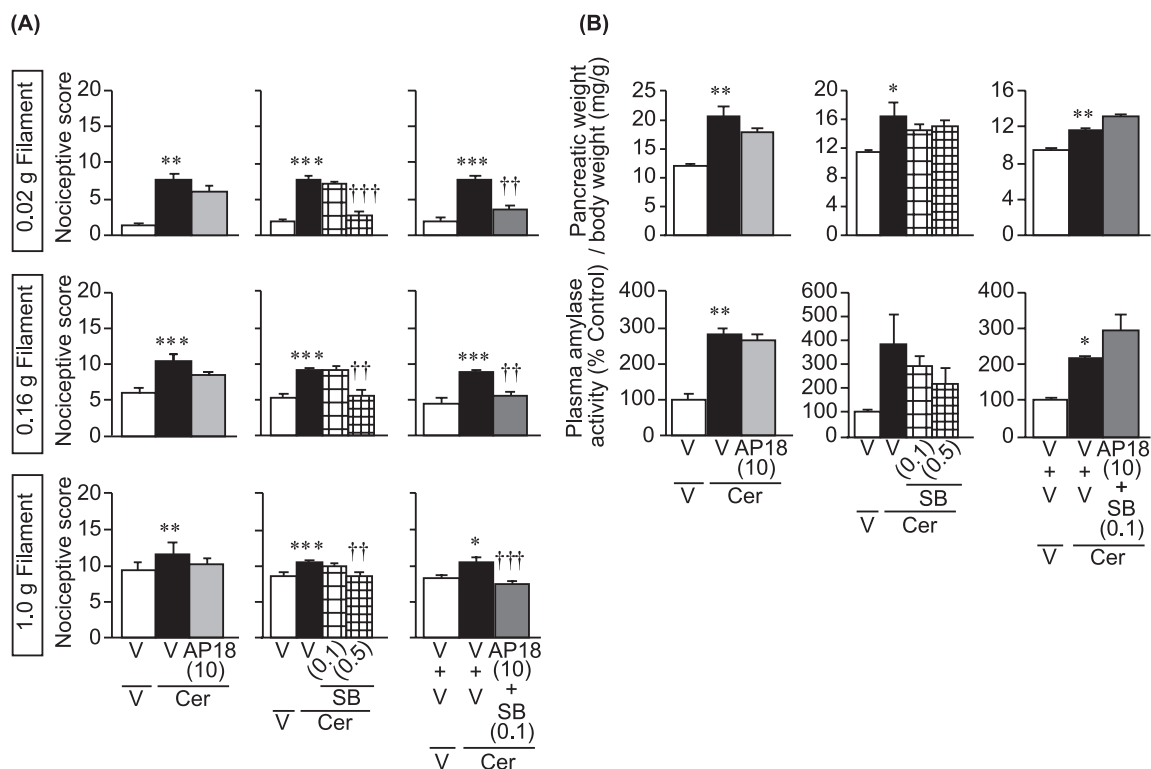 (A)
0.02 g Filament
Nociceptive score
20
15
10
5
0
**
***
†††
***
††
0.16 g Filament
Nociceptive score
20
15
10
5
0
***
***
††
***
††
1.0 g Filament
Nociceptive score
20
15
10
5
0
**
***
††
*
†††
V V AP18
(10)
V Cer
V V (0.1) (0.5)
SB
V Cer
V + V V + V AP18
(10)
+
SB
(0.1)
V Cer
(B)
Pancreatic weight
/ body weight (mg/g)
25
20
15
10
5
0
**
20
16
12
8
4
0
*
16
12
8
4
0
**
Plasma amylase
activity (% Control)
400
300
200
100
0
**
600
500
400
300
200
100
0
400
300
200
100
0
*
V V AP18
(10)
V Cer
V V (0.1) (0.5)
SB
V Cer
V + V V + V AP18
(10)
+
SB
(0.1)
V Cer